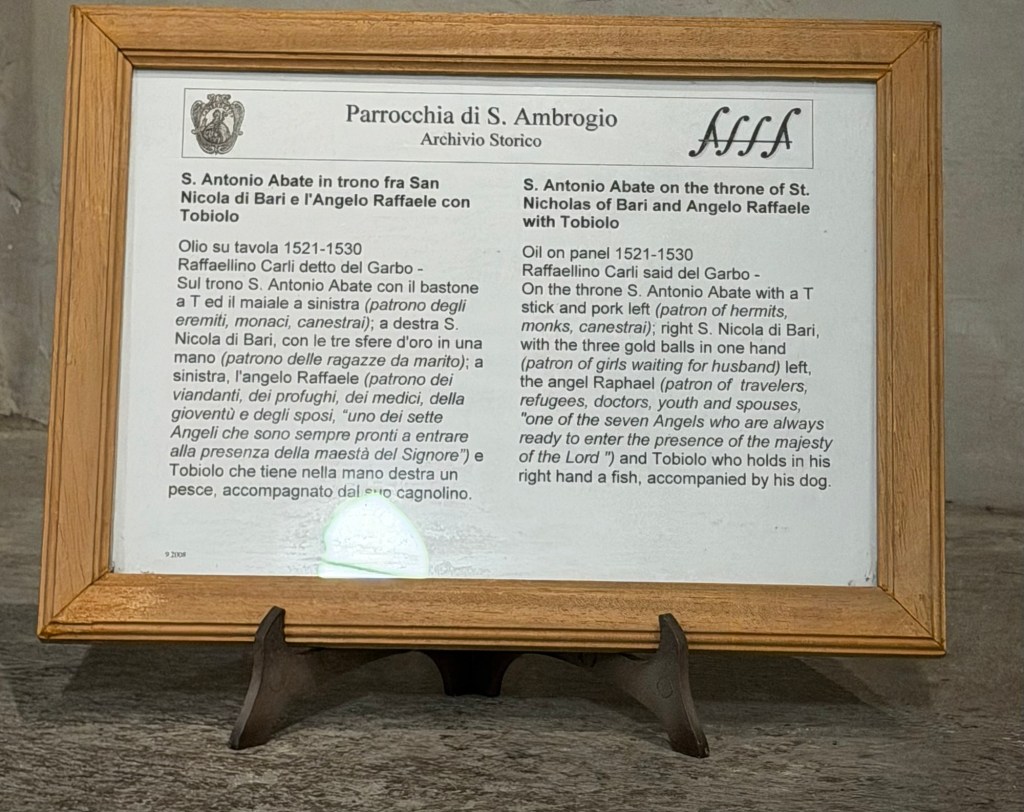 Parrocchia di S. Ambrogio
Archivio Storico
S. Antonio Abate in trono fra San
Nicola di Bari e l'Angelo Raffaele con
Tobiolo
Olio su tavola 1521-1530
Raffaellino Carli detto del Garbo -
Sul trono S. Antonio Abate con il bastone
a T ed il maiale a sinistra (patrono degli
eremiti, monaci, canestrai); a destra S.
Nicola di Bari, con le tre sfere d'oro in una
mano (patrono delle ragazze da marito); a
sinistra, l'angelo Raffaele (patrono dei
viandanti, dei profughi, dei medici, della
gioventù e degli sposi, "uno dei sette
Angeli che sono sempre pronti a entrare
alla presenza della maestà del Signore") e
Tobiolo che tiene nella mano destra un
pesce, accompagnato dal suo cagnolino.
9 2008
S. Antonio Abate on the throne of St.
Nicholas of Bari and Angelo Raffaele
with Tobiolo
Oil on panel 1521-1530
Raffaellino Carli said del Garbo -
On the throne S. Antonio Abate with a T
stick and pork left (patron of hermits,
monks, canestrai); right S. Nicola di Bari,
with the three gold balls in one hand
(patron of girls waiting for husband) left,
the angel Raphael (patron of travelers,
refugees, doctors, youth and spouses,
"one of the seven Angels who are always
ready to enter the presence of the majesty
of the Lord ") and Tobiolo who holds in his
right hand a fish, accompanied by his dog.